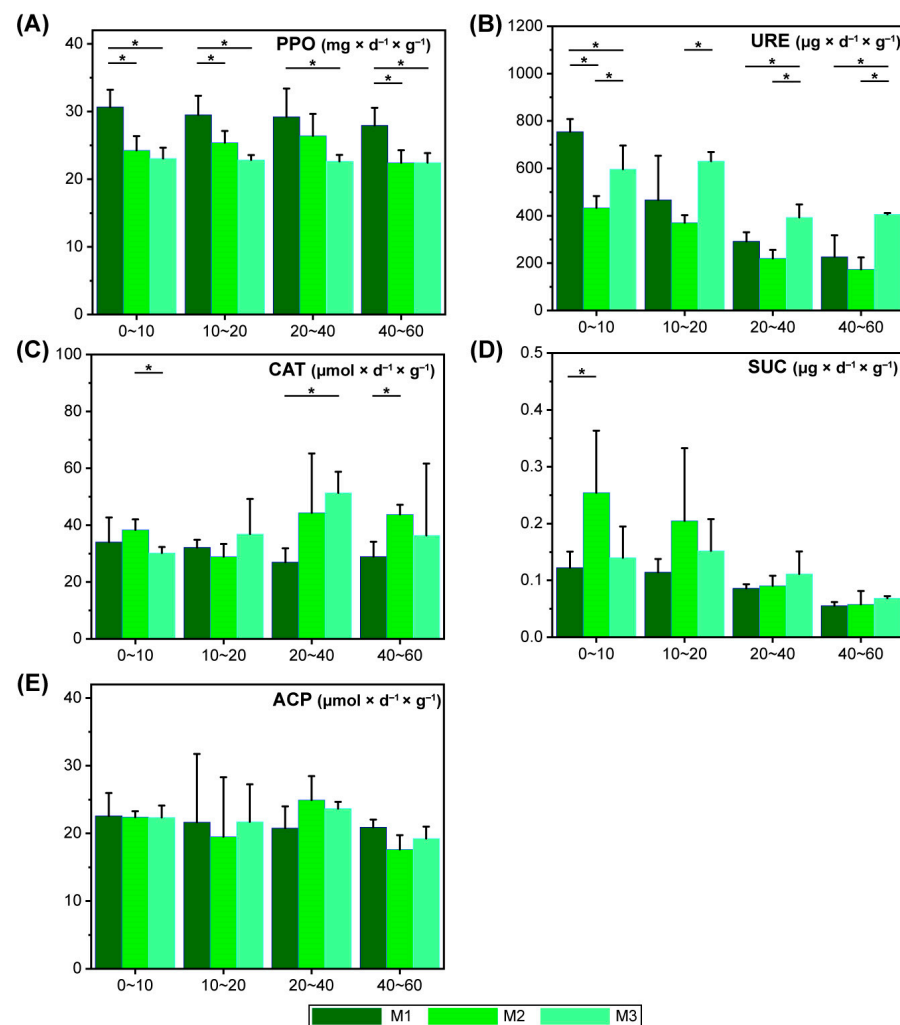 (A)
PPO (mg × d⁻¹ × g⁻¹)
* * * * * * *
40
30
20
10
0
0~10 10~20 20~40 40~60
(B)
URE (μg × d⁻¹ × g⁻¹)
* * * * * * * *
1200
1000
800
600
400
200
0
0~10 10~20 20~40 40~60
(C)
CAT (μmol × d⁻¹ × g⁻¹)
* * *
100
80
60
40
20
0
0~10 10~20 20~40 40~60
(D)
SUC (μg × d⁻¹ × g⁻¹)
*
0.5
0.4
0.3
0.2
0.1
0.0
0~10 10~20 20~40 40~60
(E)
ACP (μmol × d⁻¹ × g⁻¹)
40
30
20
10
0
0~10 10~20 20~40 40~60
M1 M2 M3